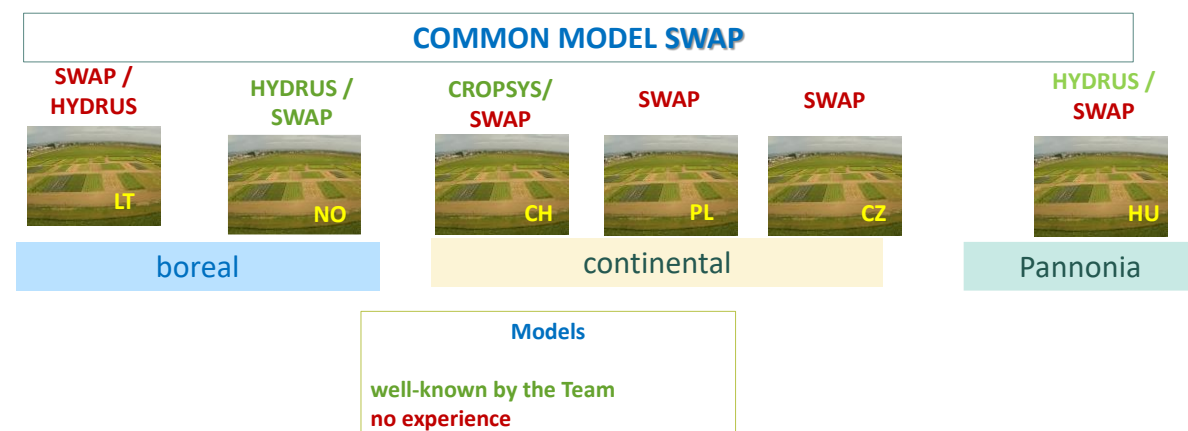 COMMON MODEL SWAP
SWAP /
HYDRUS
HYDRUS /
SWAP
CROPSYS/
SWAP
SWAP
SWAP
HYDRUS /
SWAP
LT
NO
CH
PL
CZ
HU
boreal
continental
Pannonia
Models
well-known by the Team
no experience